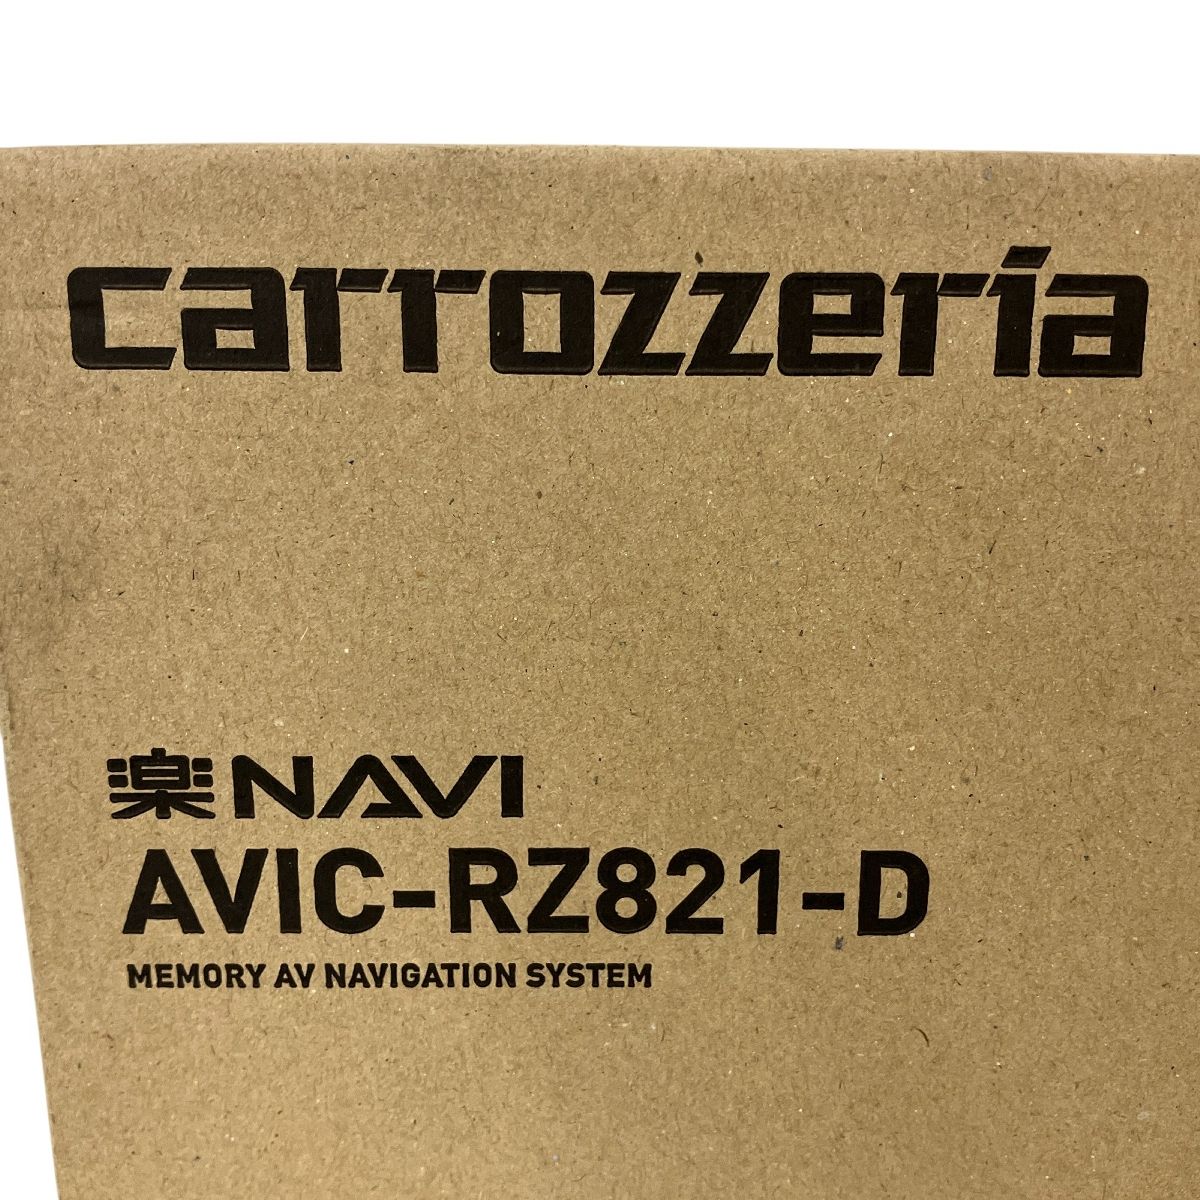 carrozzeria
楽NAVI
AVIC-RZ821-D
MEMORY AV NAVIGATION SYSTEM